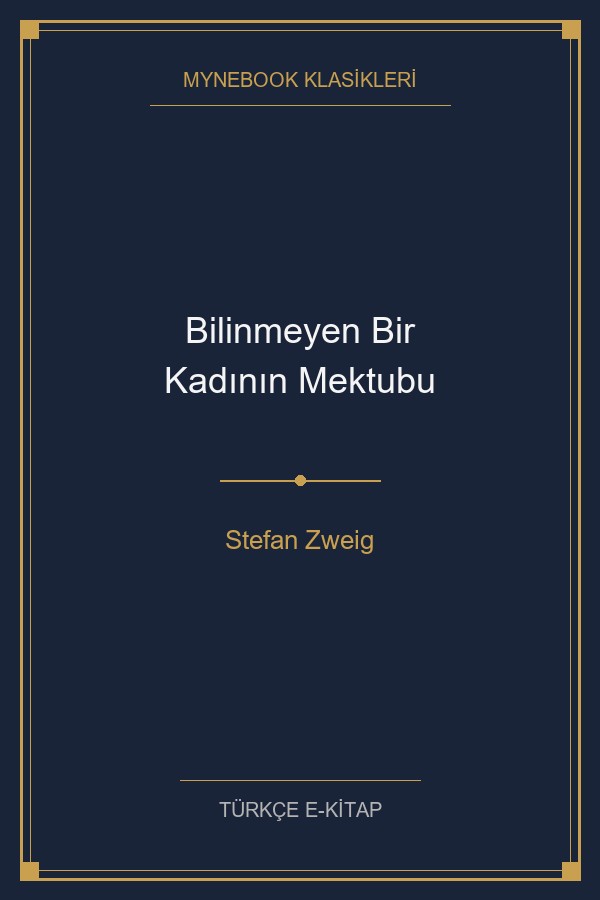 MYNEBOOK KLASİKLERİ
Bilinmeyen Bir
Kadının Mektubu
Stefan Zweig
TÜRKÇE E-KİTAP